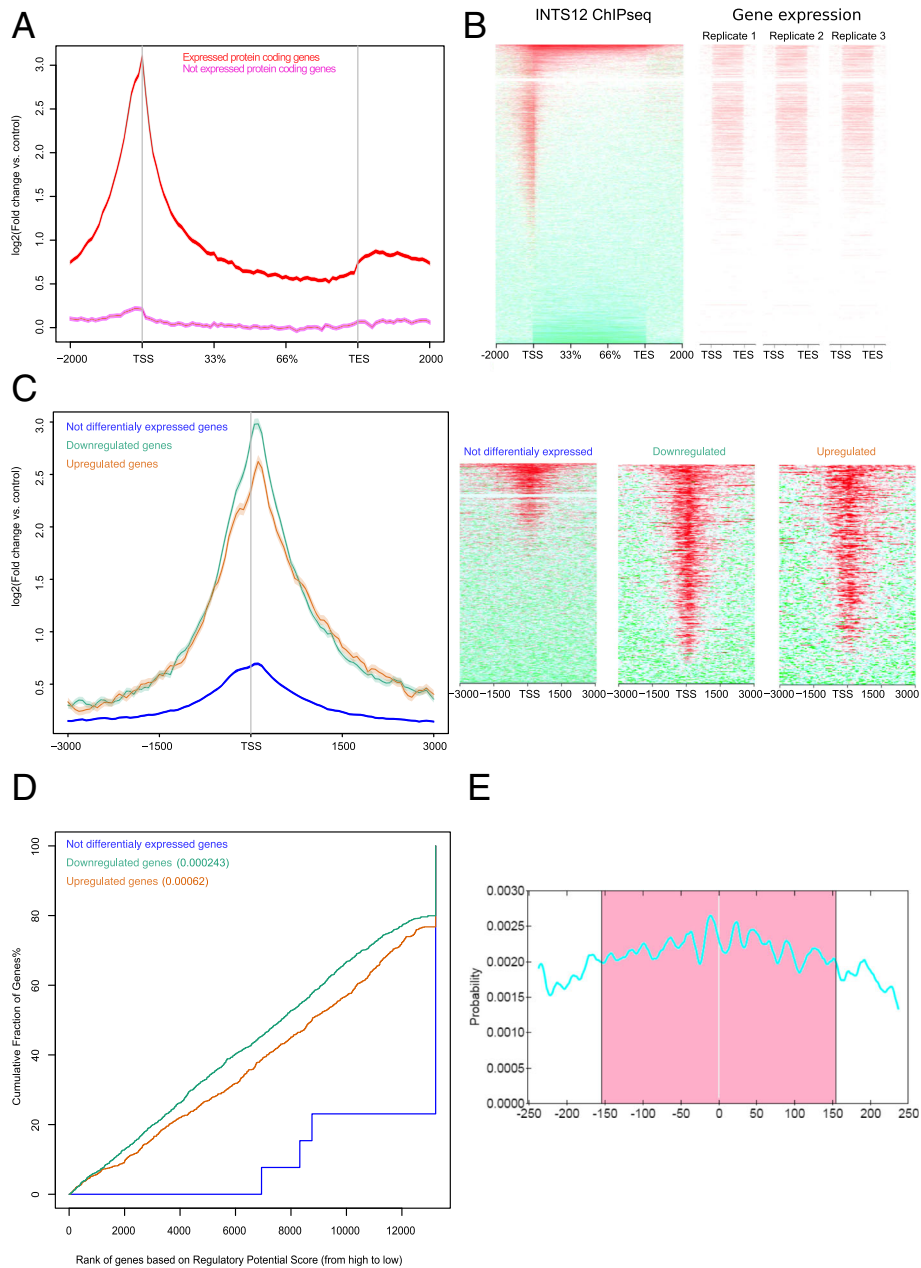 A
Expressed protein coding genes
Not expressed protein coding genes
log2(Fold change vs. control)
3.0
2.5
2.0
1.5
1.0
0.5
0.0
−2000 TSS 33% 66% TES 2000
B
INTS12 ChIPseq
Gene expression
Replicate 1 Replicate 2 Replicate 3
-2000 TSS 33% 66% TES 2000
TSS TES TSS TES TSS TES
C
Not differentialy expressed genes
Downregulated genes
Upregulated genes
log2(Fold change vs. control)
3.0
2.5
2.0
1.5
1.0
0.5
−3000 −1500 TSS 1500 3000
Not differentialy expressed
Downregulated
Upregulated
−3000 −1500 TSS 1500 3000
−3000 −1500 TSS 1500 3000
−3000 −1500 TSS 1500 3000
D
Not differentialy expressed genes
Downregulated genes (0.000243)
Upregulated genes (0.00062)
Cumulative Fraction of Genes%
100
80
60
40
20
0
0 2000 4000 6000 8000 10000 12000
Rank of genes based on Regulatory Potential Score (from high to low)
E
Probability
0.0030
0.0025
0.0020
0.0015
0.0010
0.0005
0.0000
-250 -200 -150 -100 -50 0 50 100 150 200 250